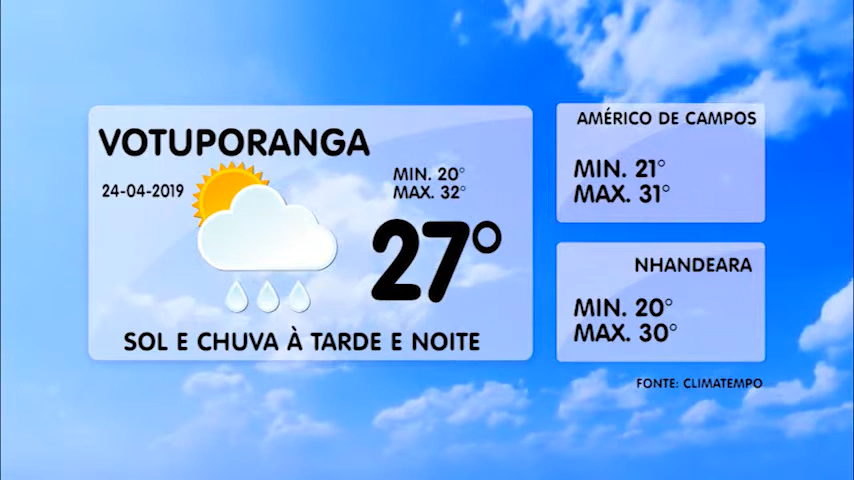 VOTUPORANGA
24-04-2019
MIN. 20°
MAX. 32°
27°
SOL E CHUVA À TARDE E NOITE
AMÉRICO DE CAMPOS
MIN. 21°
MAX. 31°
NHANDEARA
MIN. 20°
MAX. 30°
FONTE: CLIMATEMPO